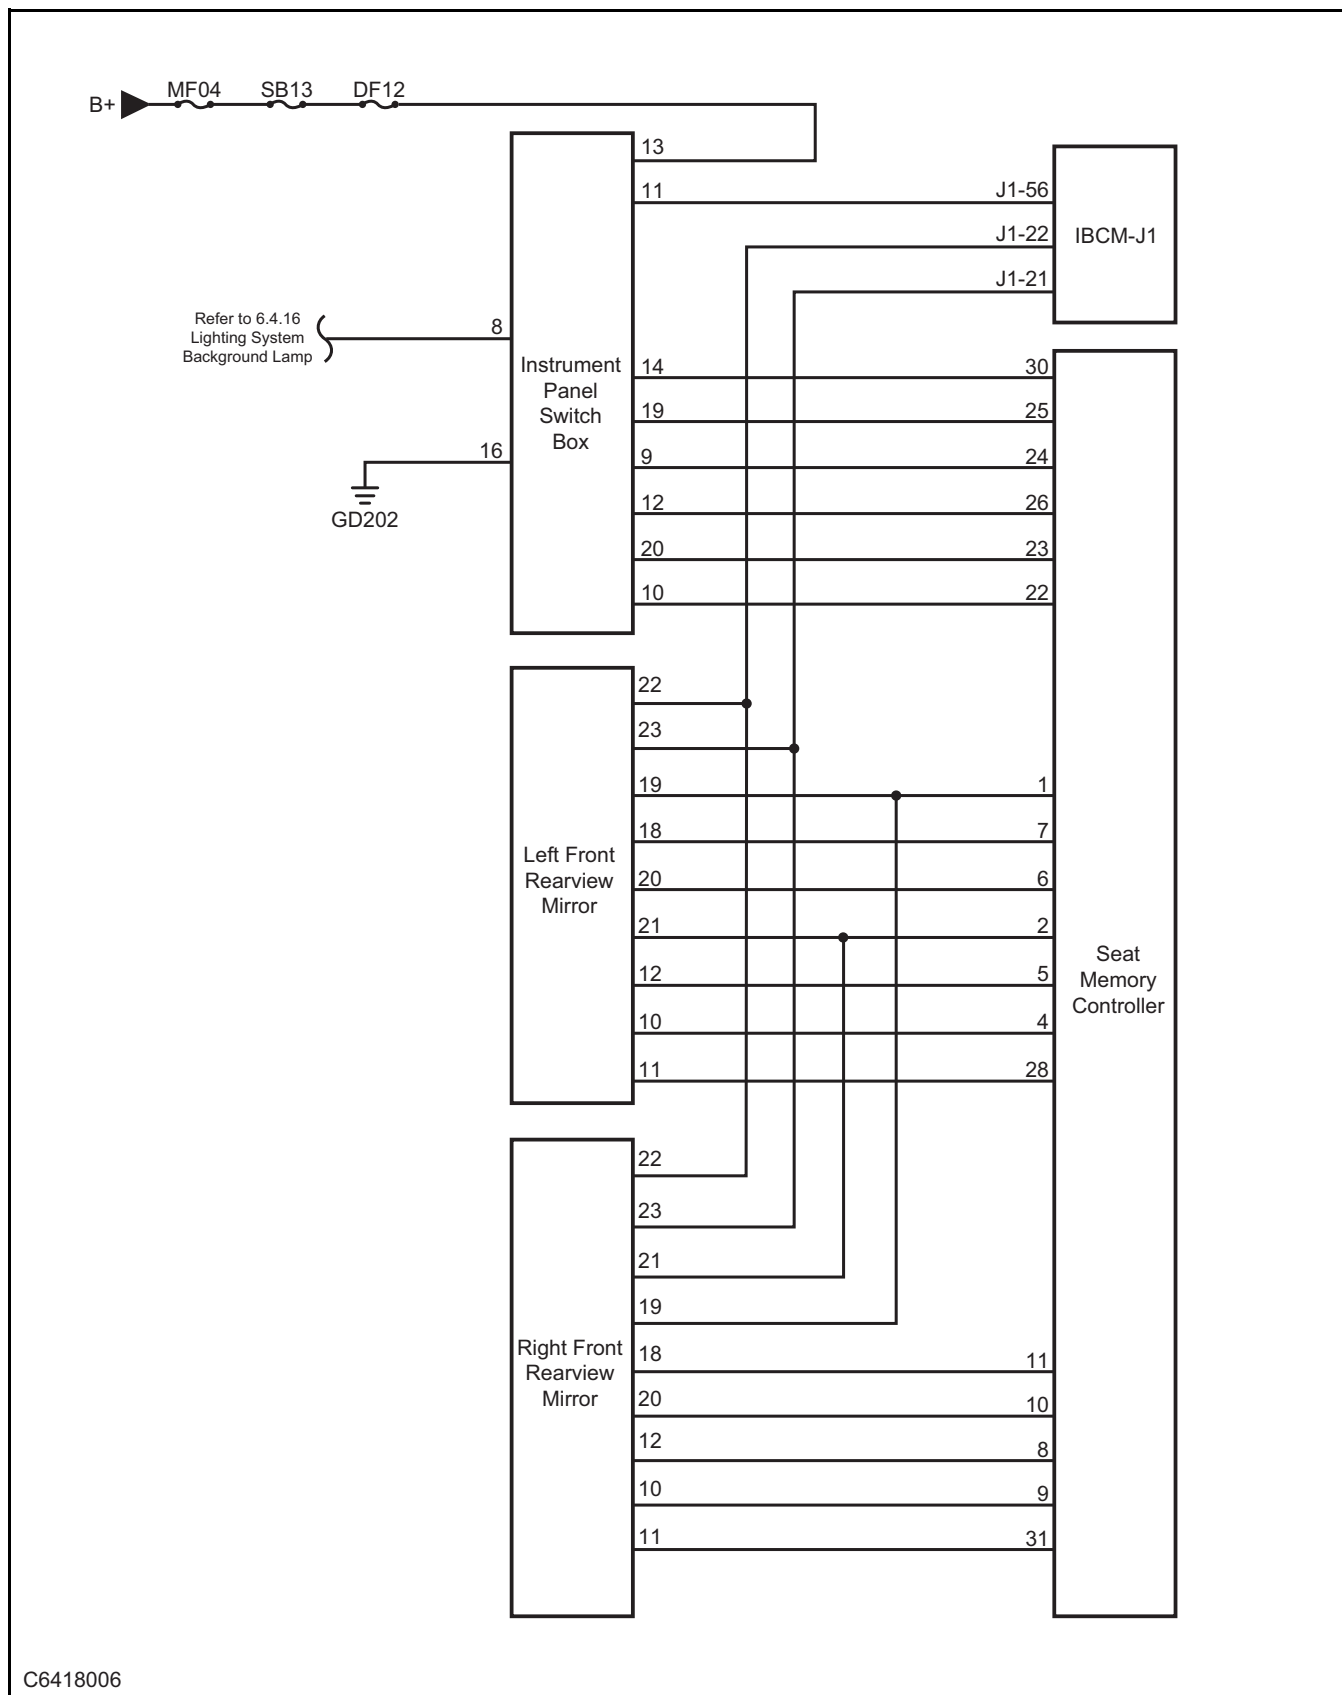 MF04 SB13 DF12
B+
13
11 J1-56
J1-22
J1-21
IBCM-J1
Refer to 6.4.16
Lighting System
Background Lamp
8
16
GD202
Instrument
Panel
Switch
Box
14 30
19 25
9 24
12 26
20 23
10 22
22
23
19 1
18 7
20 6
21 2
12 5
10 4
11 28
Left Front
Rearview
Mirror
Seat
Memory
Controller
22
23
21
19
18 11
20 10
12 8
10 9
11 31
Right Front
Rearview
Mirror
C6418006